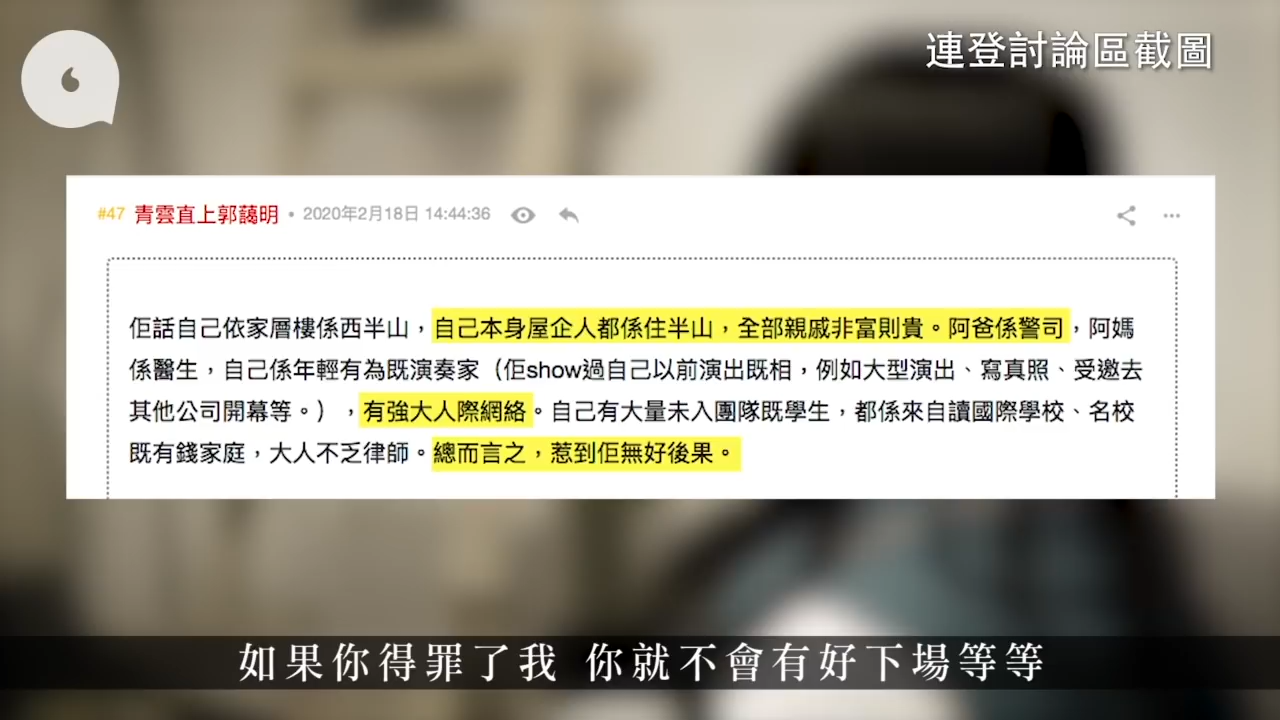 連登討論區截圖
#47 青雲直上郭藹明 • 2020年2月18日 14:44:36
佢話自己依家層樓係西半山，自己本身屋企人都係住半山，全部親戚非富則貴。阿爸係警司，阿媽
係醫生，自己係年輕有為既演奏家（佢show過自己以前演出既相，例如大型演出、寫真照、受邀去
其他公司開幕等。），有強大人際網絡。自己有大量未入團隊既學生，都係來自讀國際學校、名校
既有錢家庭，大人不乏律師。總而言之，惹到佢無好後果。
如果你得罪了我 你就不會有好下場等等